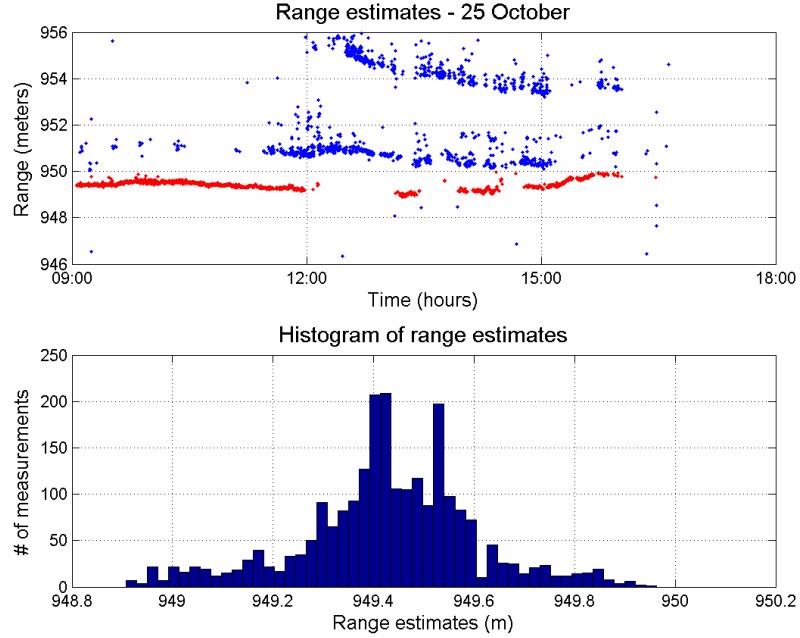 Range estimates - 25 October
956
954
952
950
948
946
Range (meters)
09:00 12:00 15:00 18:00
Time (hours)
Histogram of range estimates
250
200
150
100
50
0
# of measurements
948.8 949 949.2 949.4 949.6 949.8 950 950.2
Range estimates (m)